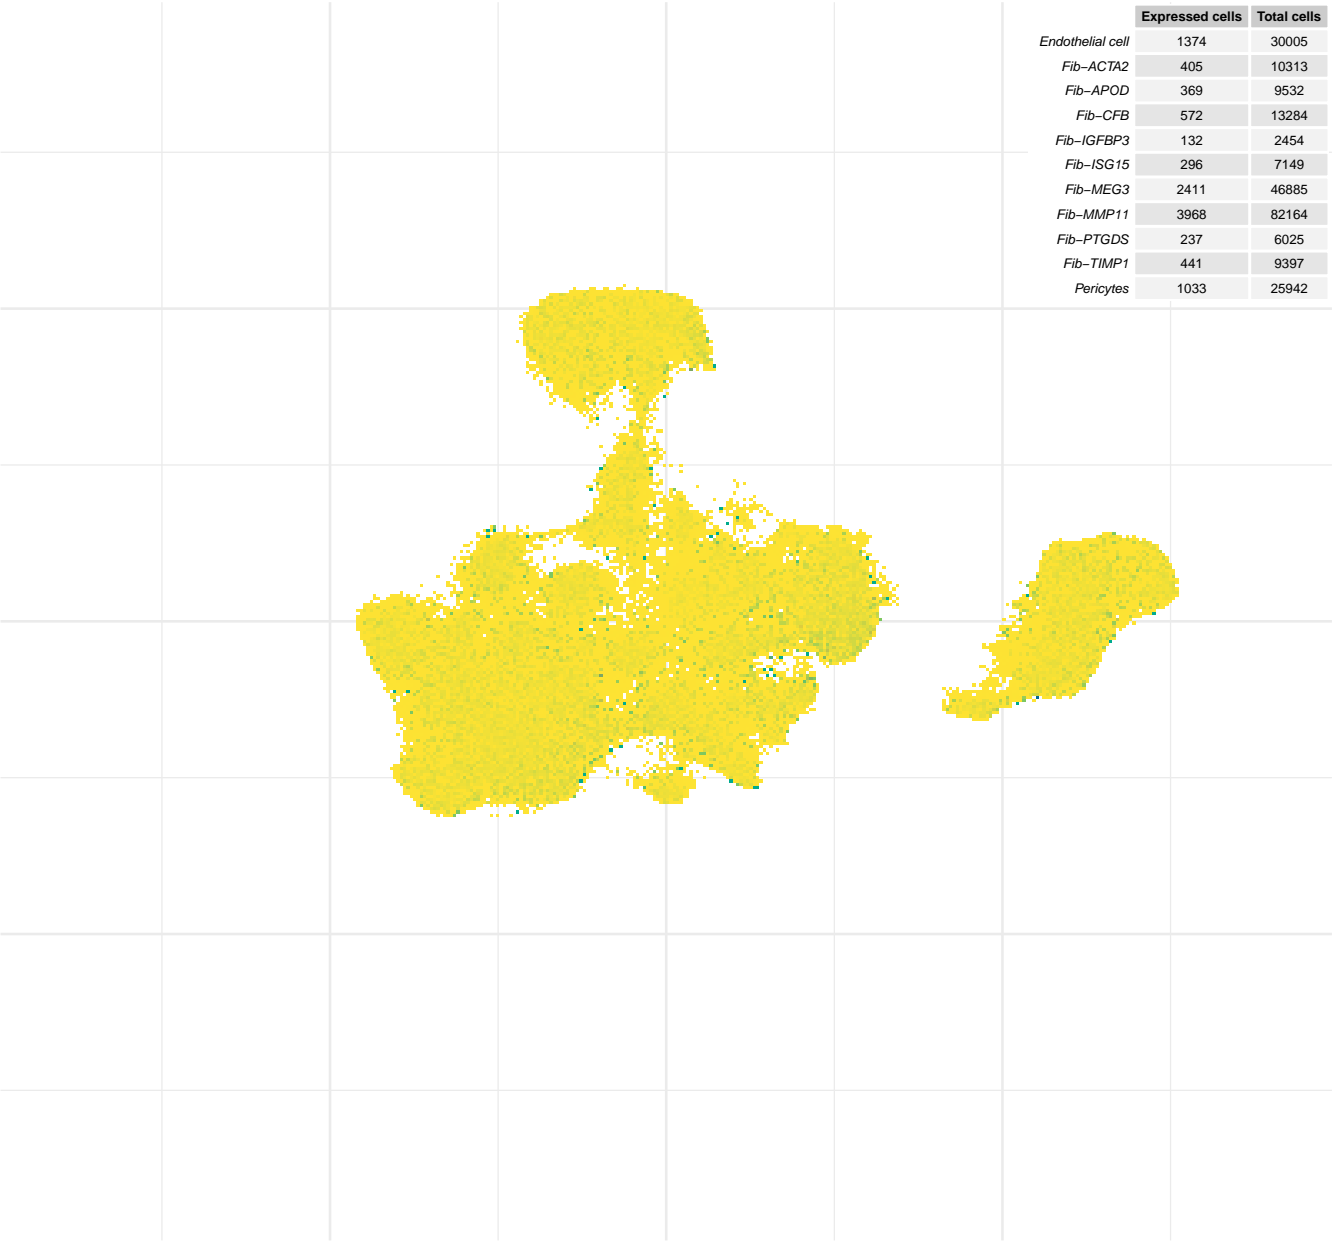 Expressed cells Total cells
Endothelial cell 1374 30005
Fib−ACTA2 405 10313
Fib−APOD 369 9532
Fib−CFB 572 13284
Fib−IGFBP3 132 2454
Fib−ISG15 296 7149
Fib−MEG3 2411 46885
Fib−MMP11 3968 82164
Fib−PTGDS 237 6025
Fib−TIMP1 441 9397
Pericytes 1033 25942